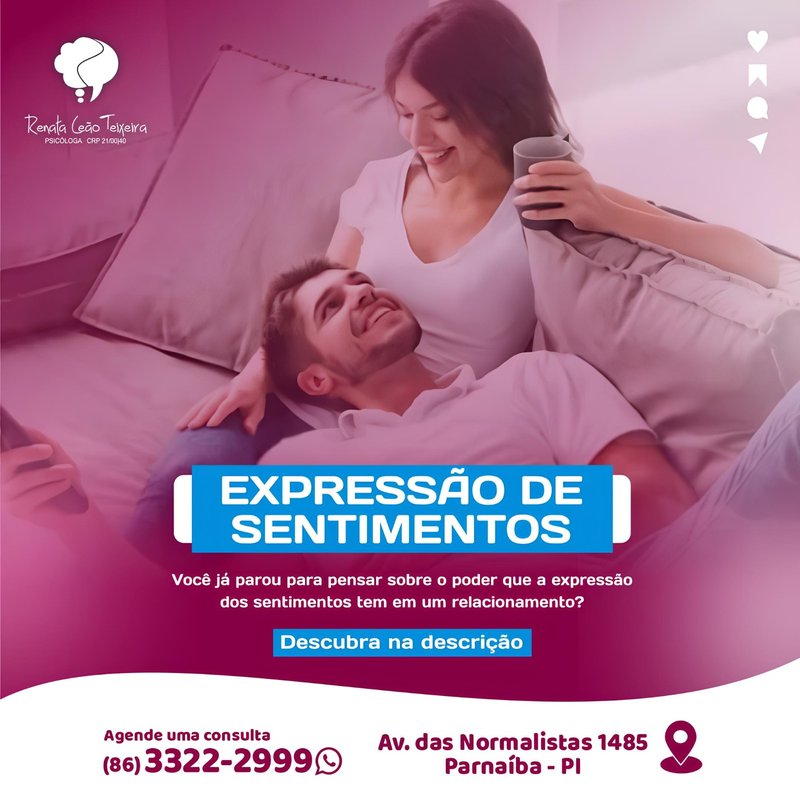 Renata Leão Teixeira
PSICÓLOGA CRP 21/00140
EXPRESSÃO DE
SENTIMENTOS
Você já parou para pensar sobre o poder que a expressão
dos sentimentos tem em um relacionamento?
Descubra na descrição
Agende uma consulta
(86) 3322-2999
Av. das Normalistas 1485
Parnaíba - PI